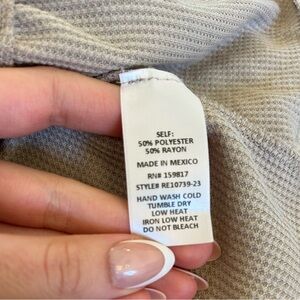 SELF:
50% POLYESTER
50% RAYON
MADE IN MEXICO
RN# 159817
STYLE# RE10739-23
HAND WASH COLD
TUMBLE DRY
LOW HEAT
IRON LOW HEAT
DO NOT BLEACH